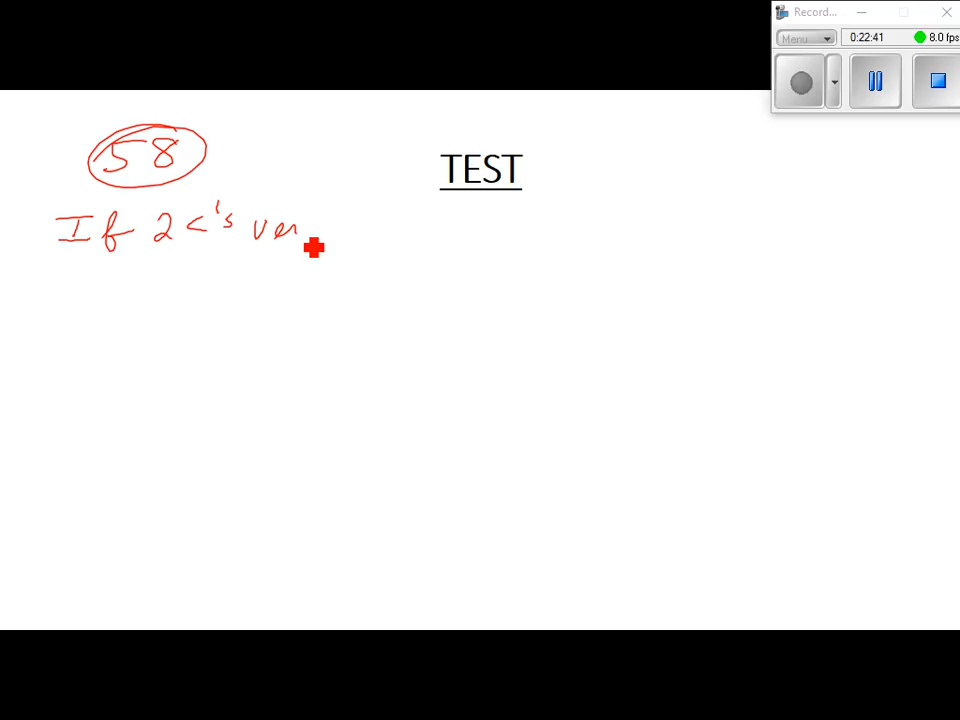 Record...
Menu
0:22:41
8.0 fps
58
TEST
If 2 <'s ver